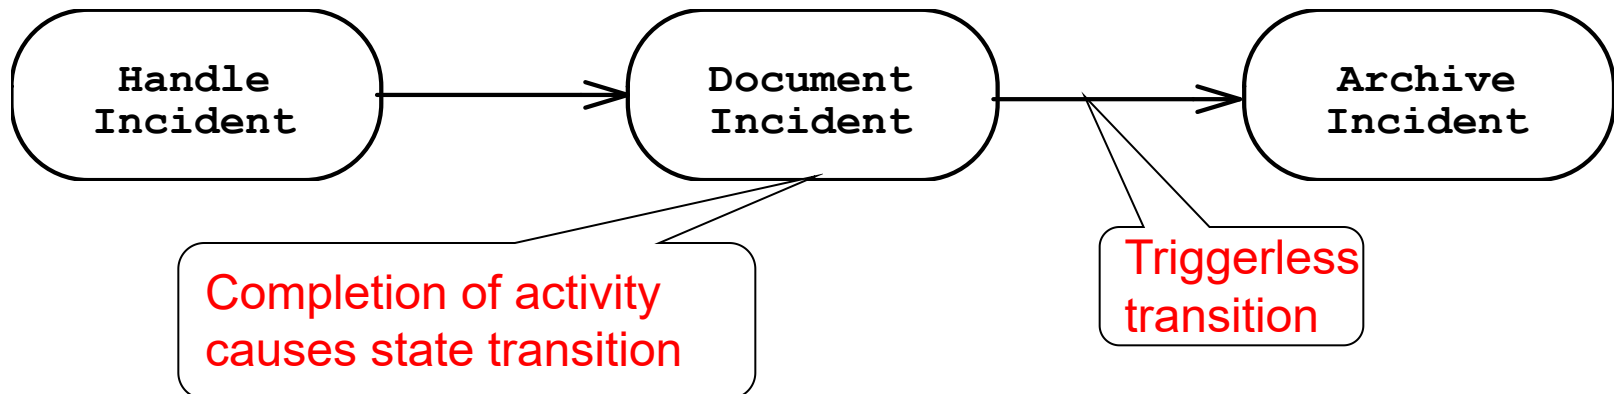 Handle
Incident
Document
Incident
Archive
Incident
Completion of activity
causes state transition
Triggerless
transition